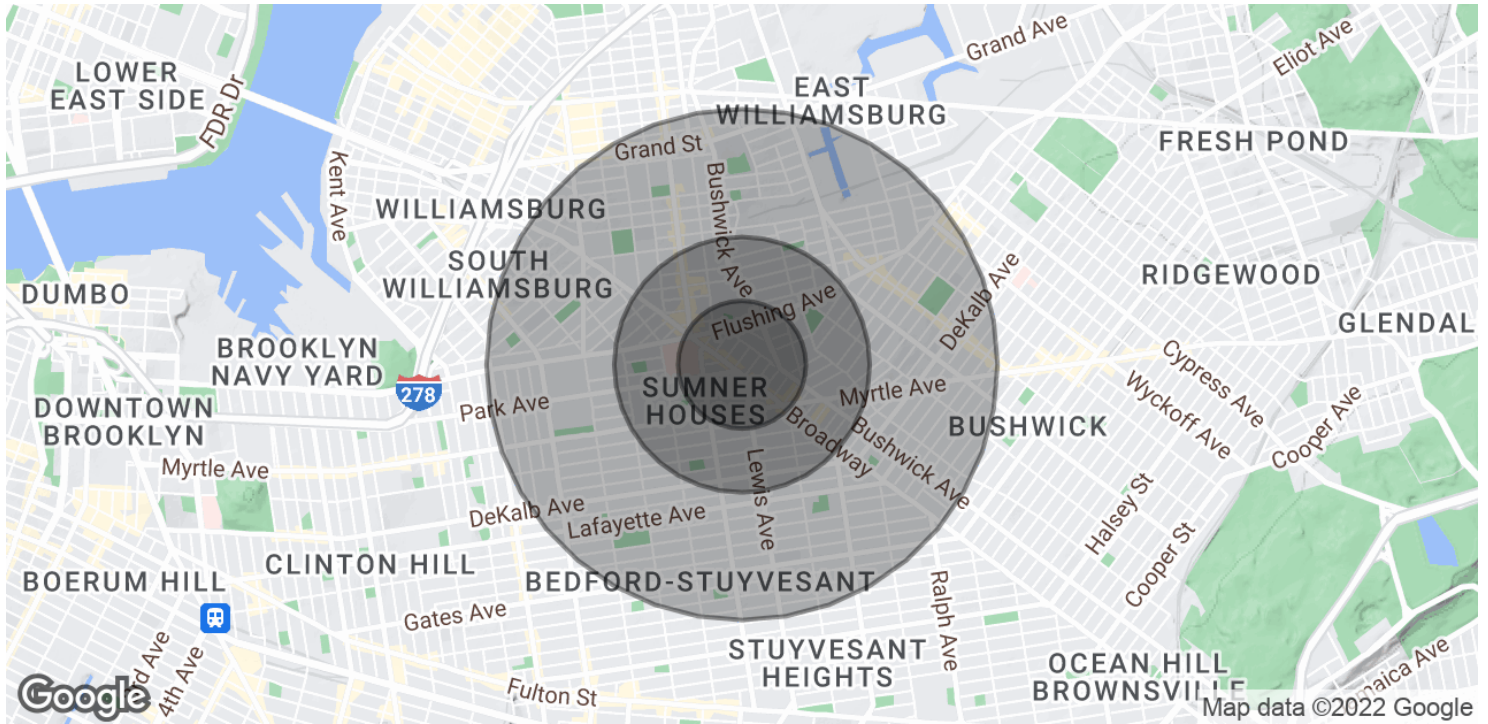 Grand Ave
Eliot Ave
LOWER
EAST SIDE
FDR Dr
EAST
WILLIAMSBURG
FRESH POND
Grand St
Kent Ave
Bushwick Ave
WILLIAMSBURG
SOUTH
WILLIAMSBURG
DeKalb Ave
RIDGEWOOD
DUMBO
Flushing Ave
GLENDAL
BROOKLYN
NAVY YARD
278
SUMNER
HOUSES
Myrtle Ave
Cypress Ave
Wyckoff Ave
Cooper Ave
DOWNTOWN
BROOKLYN
Park Ave
Broadway
Bushwick Ave
BUSHWICK
Myrtle Ave
Lewis Ave
DeKalb Ave
Lafayette Ave
Halsey St
Cooper St
CLINTON HILL
BOERUM HILL
BEDFORD-STUYVESANT
Gates Ave
Ralph Ave
STUYVESANT
HEIGHTS
OCEAN HILL
BROWNSVILLE
rd Ave
4th Ave
Fulton St
maica Ave
Google
Map data ©2022 Google